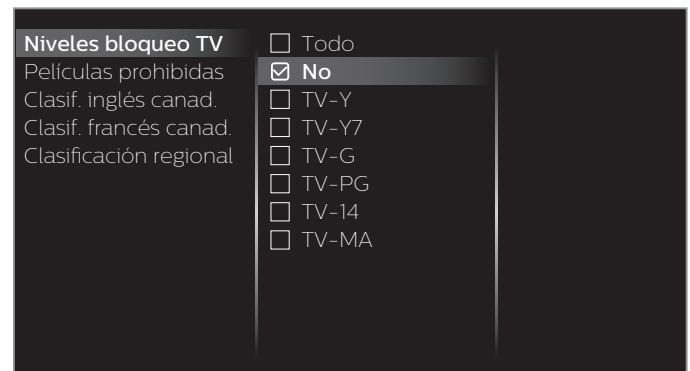 Niveles bloqueo TV
Películas prohibidas
Clasif. inglés canad.
Clasif. francés canad.
Clasificación regional
Todo
No
TV-Y
TV-Y7
TV-G
TV-PG
TV-14
TV-MA